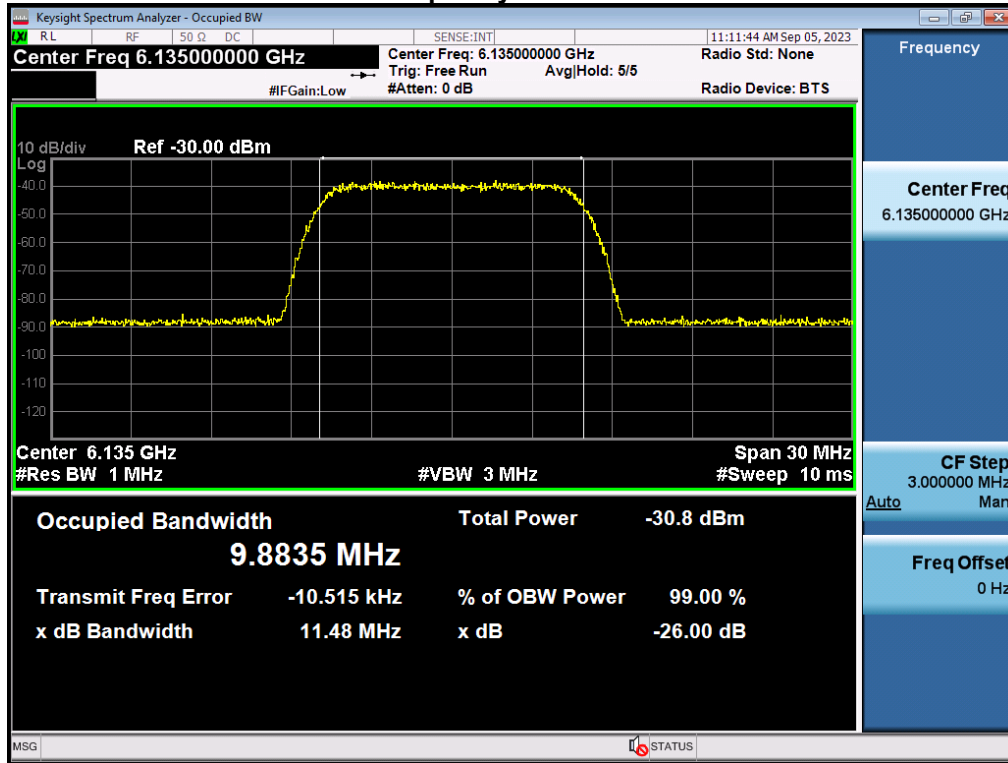 Keysight Spectrum Analyzer - Occupied BW
LXI RL RF 50 Ω DC SENSE:INT 11:11:44 AM Sep 05, 2023
Center Freq 6.135000000 GHz
Center Freq: 6.135000000 GHz
Radio Std: None
Trig: Free Run Avg|Hold: 5/5
#IFGain:Low
#Atten: 0 dB
Radio Device: BTS
10 dB/div Ref -30.00 dBm
Log
-40.0
-50.0
-60.0
-70.0
-80.0
-90.0
-100
-110
-120
Center 6.135 GHz Span 30 MHz
#Res BW 1 MHz #VBW 3 MHz #Sweep 10 ms
Occupied Bandwidth Total Power -30.8 dBm
9.8835 MHz
Transmit Freq Error -10.515 kHz % of OBW Power 99.00 %
x dB Bandwidth 11.48 MHz x dB -26.00 dB
Frequency
Center Freq
6.135000000 GHz
CF Step
3.000000 MHz
Auto Man
Freq Offset
0 Hz
MSG STATUS